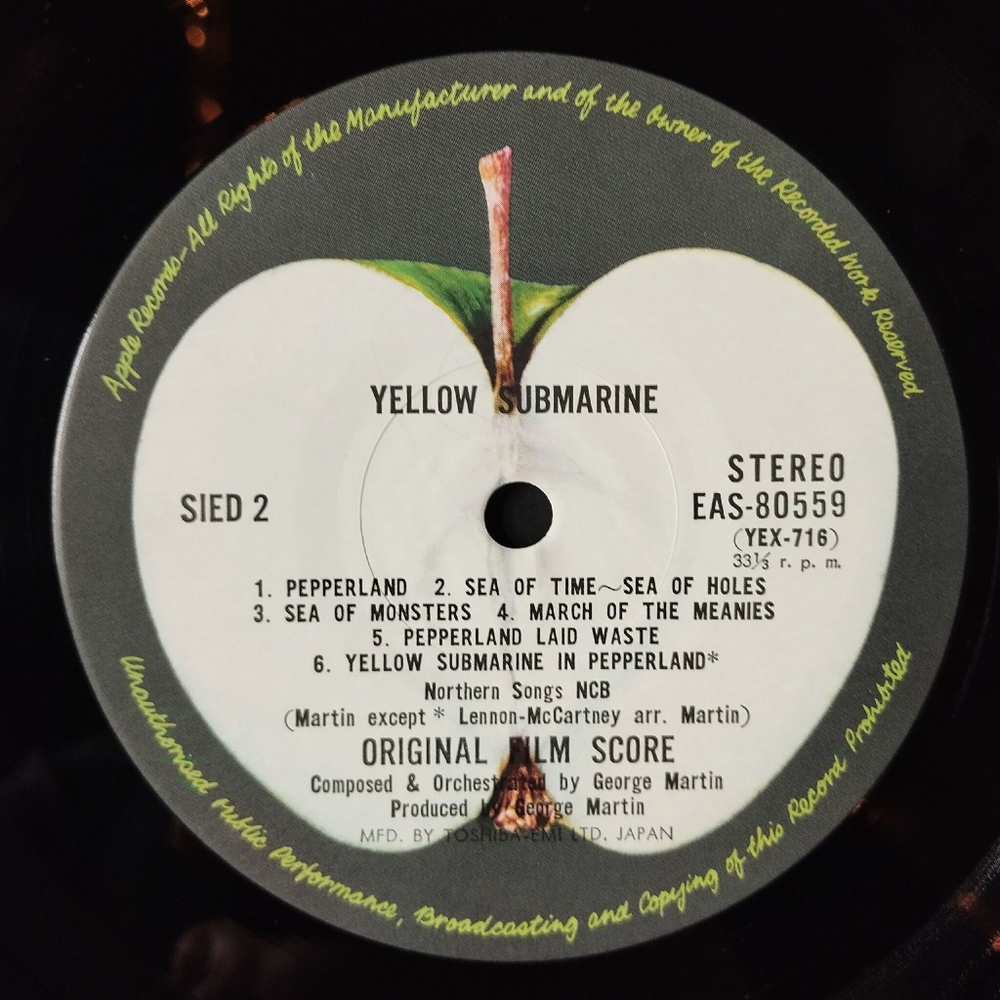 Apple Records—All Rights of the Manufacturer and of the Owner of the Recorded Work Reserved
YELLOW SUBMARINE
STEREO
SIED 2
EAS-80559
(YEX-716)
33⅓ r. p. m.
1. PEPPERLAND 2. SEA OF TIME～SEA OF HOLES
3. SEA OF MONSTERS 4. MARCH OF THE MEANIES
5. PEPPERLAND LAID WASTE
6. YELLOW SUBMARINE IN PEPPERLAND*
Northern Songs NCB
(Martin except * Lennon-McCartney arr. Martin)
ORIGINAL FILM SCORE
Composed & Orchestrated by George Martin
Produced by George Martin
MFD. BY TOSHIBA-EMI LTD. JAPAN
Unauthorised Public Performance, Broadcasting and Copying of this Record Prohibited